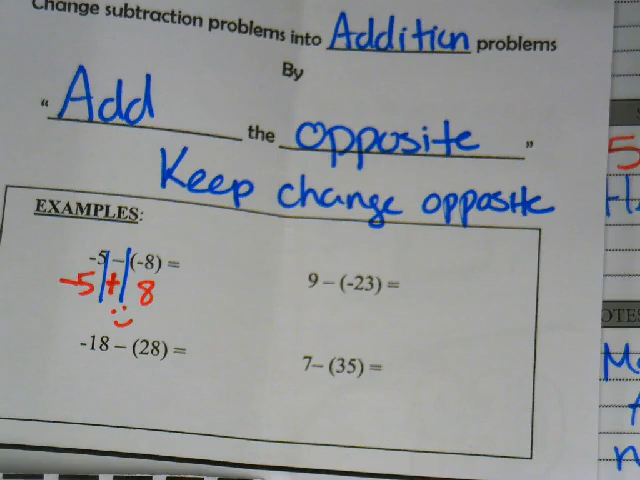 Change subtraction problems into Addition problems
By
“ Add the opposite ”
Keep change opposite
EXAMPLES:
-5 – (-8) =
9 – (-23) =
-5 + 8
-18 – (28) =
7– (35) =
5